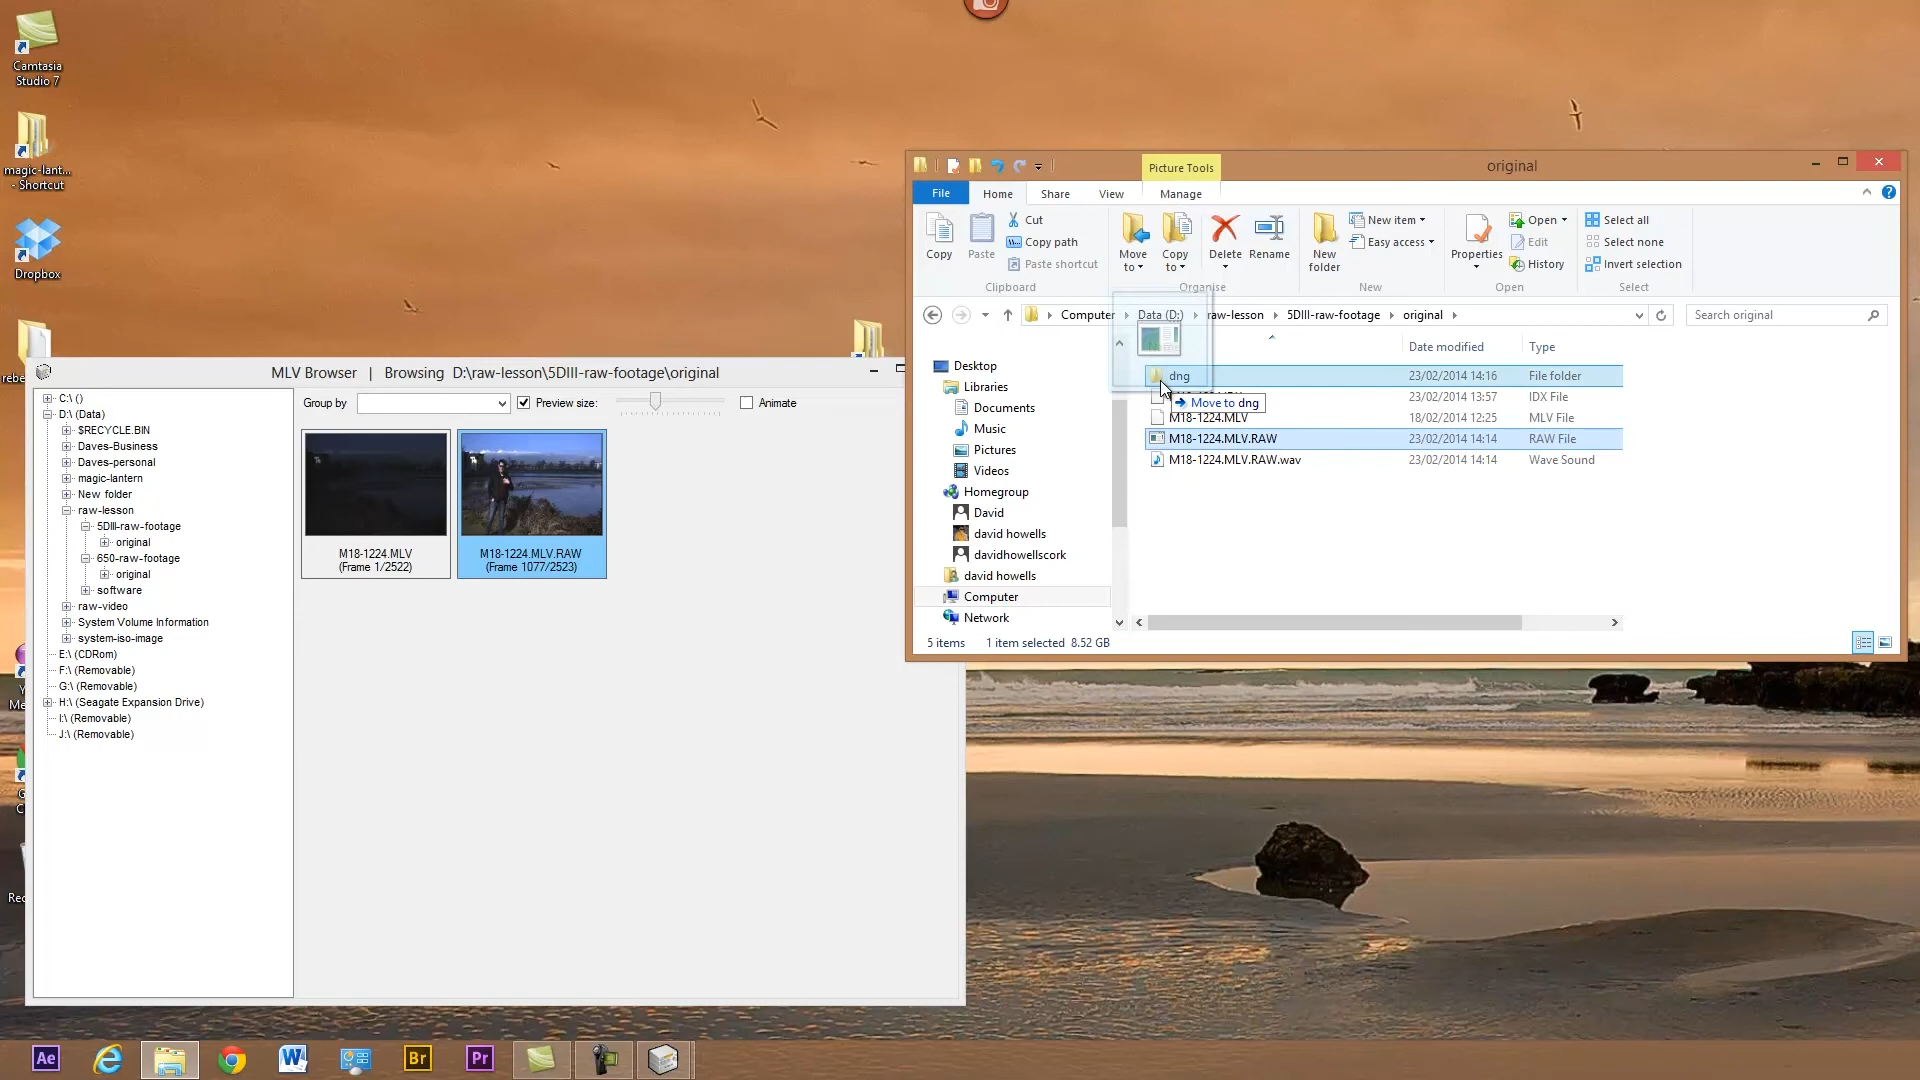 Camtasia
Studio 7
magic-lant...
- Shortcut
Dropbox
MLV Browser | Browsing D:\raw-lesson\5DIII-raw-footage\original
Group by
Preview size:
Animate
C:\ ()
D:\ (Data)
$RECYCLE.BIN
Daves-Business
Daves-personal
magic-lantern
New folder
raw-lesson
5DIII-raw-footage
original
650-raw-footage
original
software
raw-video
System Volume Information
system-iso-image
E:\ (CDRom)
F:\ (Removable)
G:\ (Removable)
H:\ (Seagate Expansion Drive)
I:\ (Removable)
J:\ (Removable)
M18-1224.MLV
(Frame 1/2522)
M18-1224.MLV.RAW
(Frame 1077/2523)
Picture Tools
original
File Home Share View Manage
Copy
Paste
Cut
Copy path
Paste shortcut
Clipboard
Move
to
Copy
to
Delete
Rename
Organise
New
folder
New item
Easy access
New
Properties
Open
Edit
History
Open
Select all
Select none
Invert selection
Select
Computer Data (D:) raw-lesson 5DIII-raw-footage original
Search original
Date modified Type
Desktop
Libraries
Documents
Music
Pictures
Videos
Homegroup
David
david howells
davidhowellscork
david howells
Computer
Network
dng 23/02/2014 14:16 File folder
23/02/2014 13:57 IDX File
Move to dng
M18-1224.MLV 18/02/2014 12:25 MLV File
M18-1224.MLV.RAW 23/02/2014 14:14 RAW File
M18-1224.MLV.RAW.wav 23/02/2014 14:14 Wave Sound
5 items 1 item selected 8.52 GB
Ae
W
Br
Pr